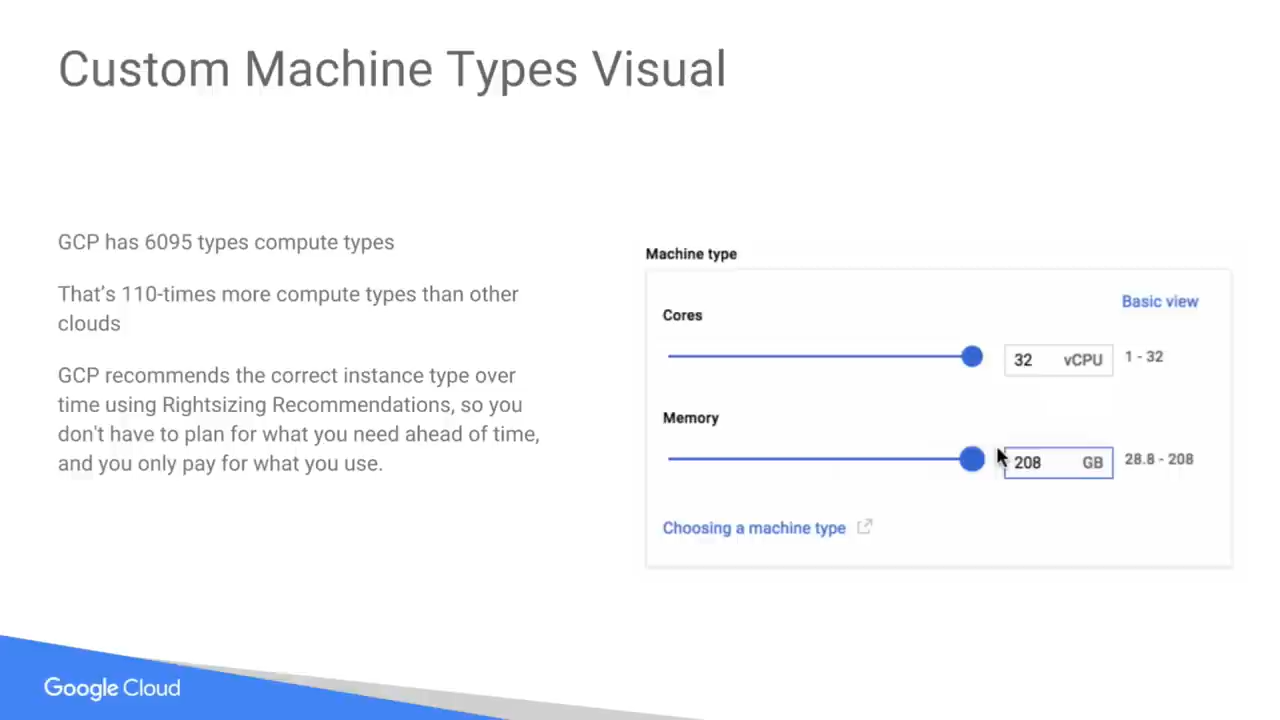 Custom Machine Types Visual
GCP has 6095 types compute types
That's 110-times more compute types than other
clouds
GCP recommends the correct instance type over
time using Rightsizing Recommendations, so you
don't have to plan for what you need ahead of time,
and you only pay for what you use.
Machine type
Basic view
Cores
32 vCPU 1 - 32
Memory
208 GB 28.8 - 208
Choosing a machine type
Google Cloud